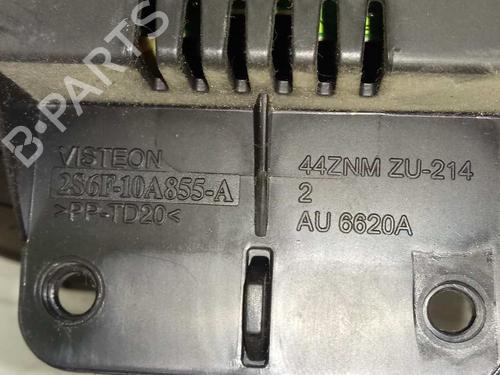 B-PARTS
VISTEON
2S6F-10A855-A
>PP-TD20<
44ZNM ZU-214
2
AU 6620A